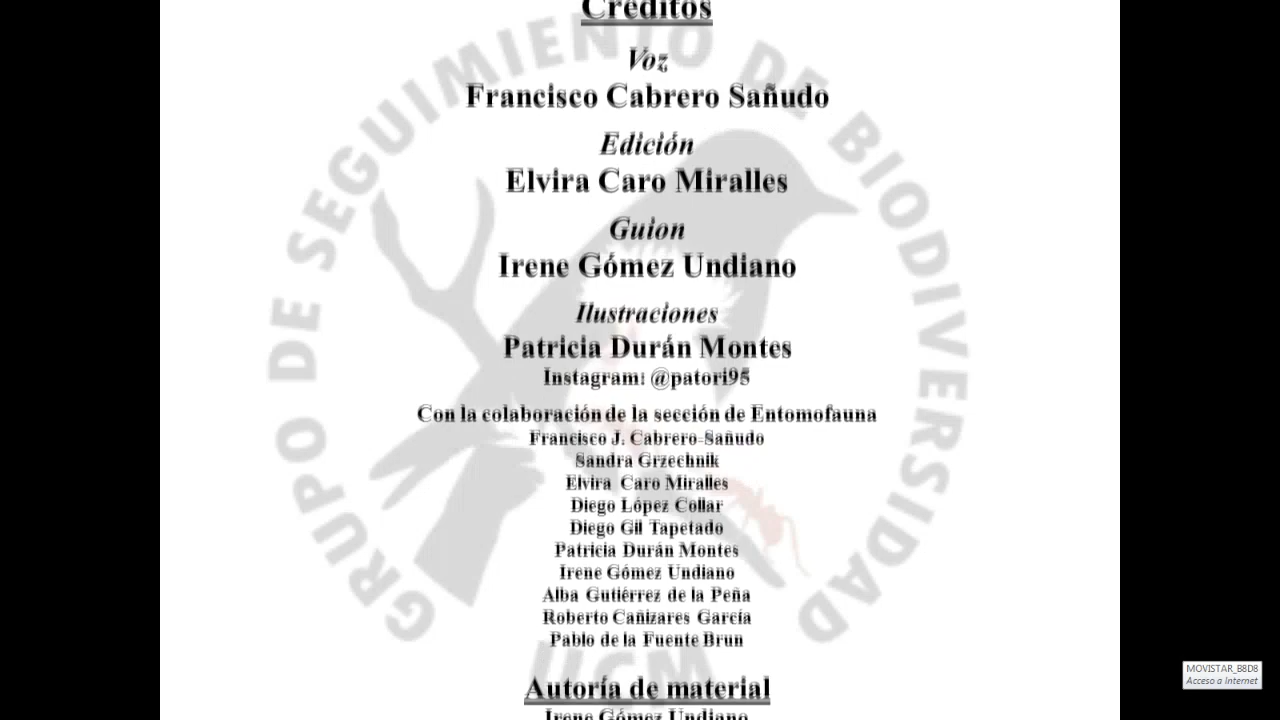 Créditos
Voz
Francisco Cabrero Sañudo
Edición
Elvira Caro Miralles
Guion
Irene Gómez Undiano
Ilustraciones
Patricia Durán Montes
Instagram: @patori95
Con la colaboración de la sección de Entomofauna
Francisco J. Cabrero-Sañudo
Sandra Grzechnik
Elvira Caro Miralles
Diego López Collar
Diego Gil Tapetado
Patricia Durán Montes
Irene Gómez Undiano
Alba Gutiérrez de la Peña
Roberto Cañizares García
Pablo de la Fuente Brun
Autoría de material
Irene Gómez Undiano
GRUPO DE SEGUIMIENTO DE BIODIVERSIDAD
UCM
MOVISTAR_B8D8
Acceso a Internet